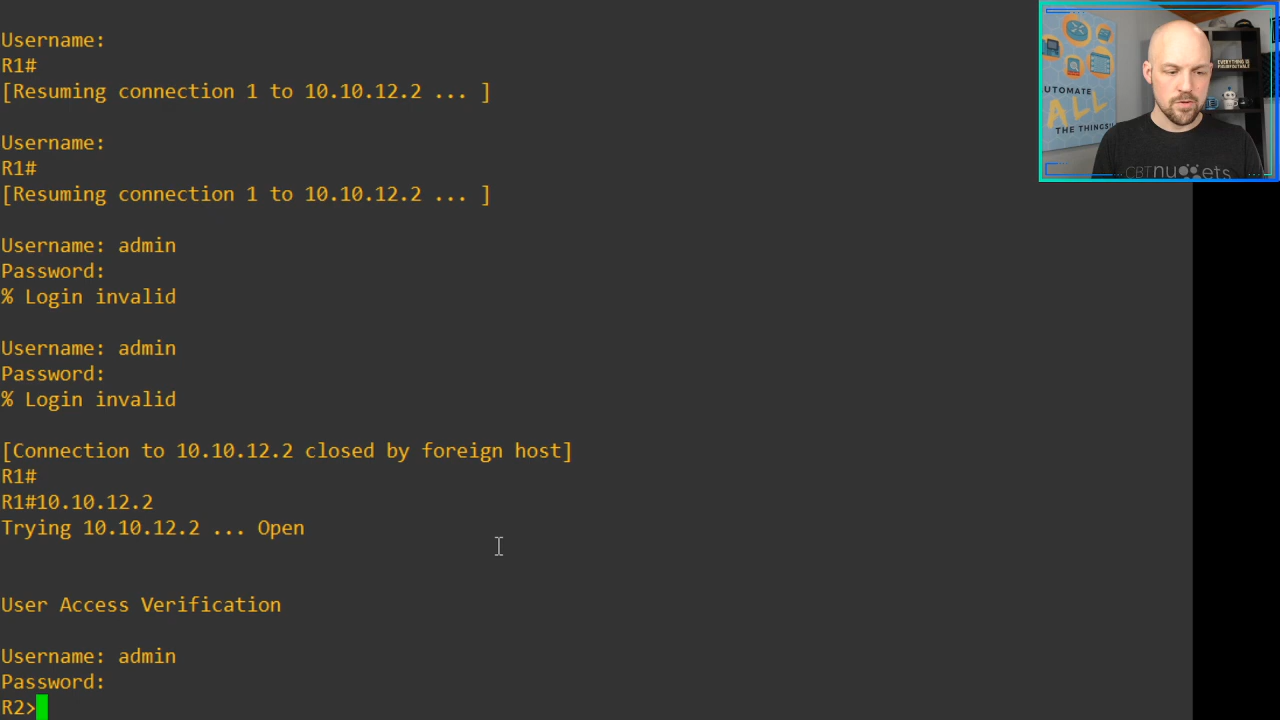 Username:
R1#
[Resuming connection 1 to 10.10.12.2 ... ]
Username:
R1#
[Resuming connection 1 to 10.10.12.2 ... ]
Username: admin
Password:
% Login invalid
Username: admin
Password:
% Login invalid
[Connection to 10.10.12.2 closed by foreign host]
R1#
R1#10.10.12.2
Trying 10.10.12.2 ... Open
User Access Verification
Username: admin
Password:
R2>
UTOMATE
ALL
THE THINGS!
EVERYTHING IS
CBTnuggets